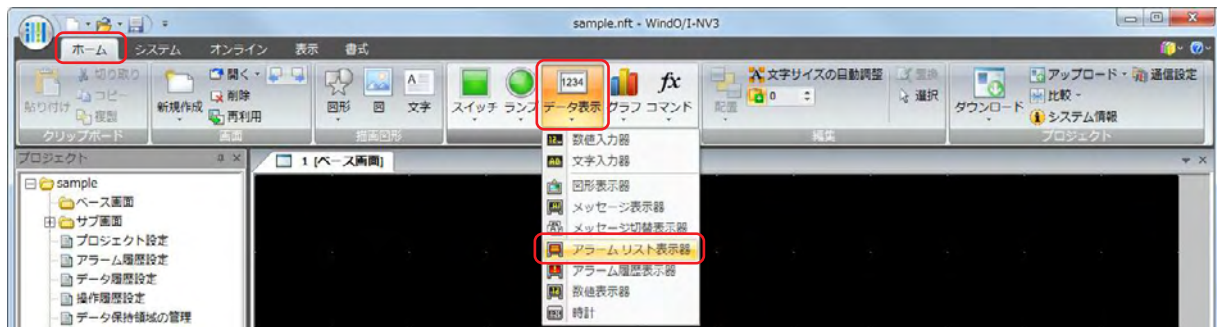 sample.nft - WindO/I-NV3
ホーム システム オンライン 表示 書式
貼り付け
切り取り
コピー
複製
クリップボード
新規作成
開く
削除
再利用
画面
図形 図 文字
描画図形
スイッチ ランプ データ表示 グラフ コマンド
1234
fx
配置
文字サイズの自動調整
0
置換
選択
編集
ダウンロード
アップロード
比較
システム情報
通信設定
プロジェクト
プロジェクト
1 [ベース画面]
sample
ベース画面
サブ画面
プロジェクト設定
アラーム履歴設定
データ履歴設定
操作履歴設定
データ保持領域の管理
数値入力器
文字入力器
図形表示器
メッセージ表示器
メッセージ切替表示器
アラーム リスト表示器
アラーム履歴表示器
数値表示器
時計